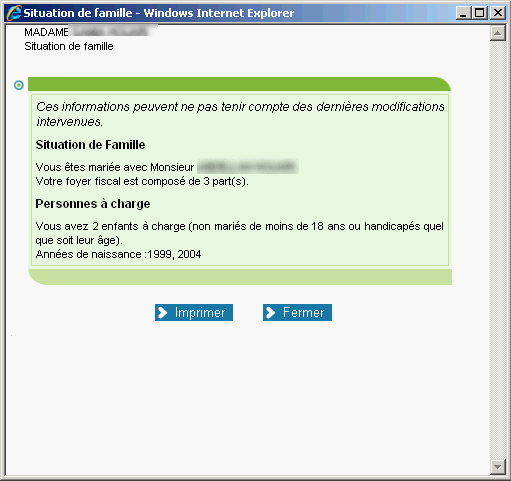 Situation de famille - Windows Internet Explorer
MADAME
Situation de famille
Ces informations peuvent ne pas tenir compte des dernières modifications
intervenues.
Situation de Famille
Vous êtes mariée avec Monsieur
Votre foyer fiscal est composé de 3 part(s).
Personnes à charge
Vous avez 2 enfants à charge (non mariés de moins de 18 ans ou handicapés quel
que soit leur âge).
Années de naissance :1999, 2004
Imprimer
Fermer